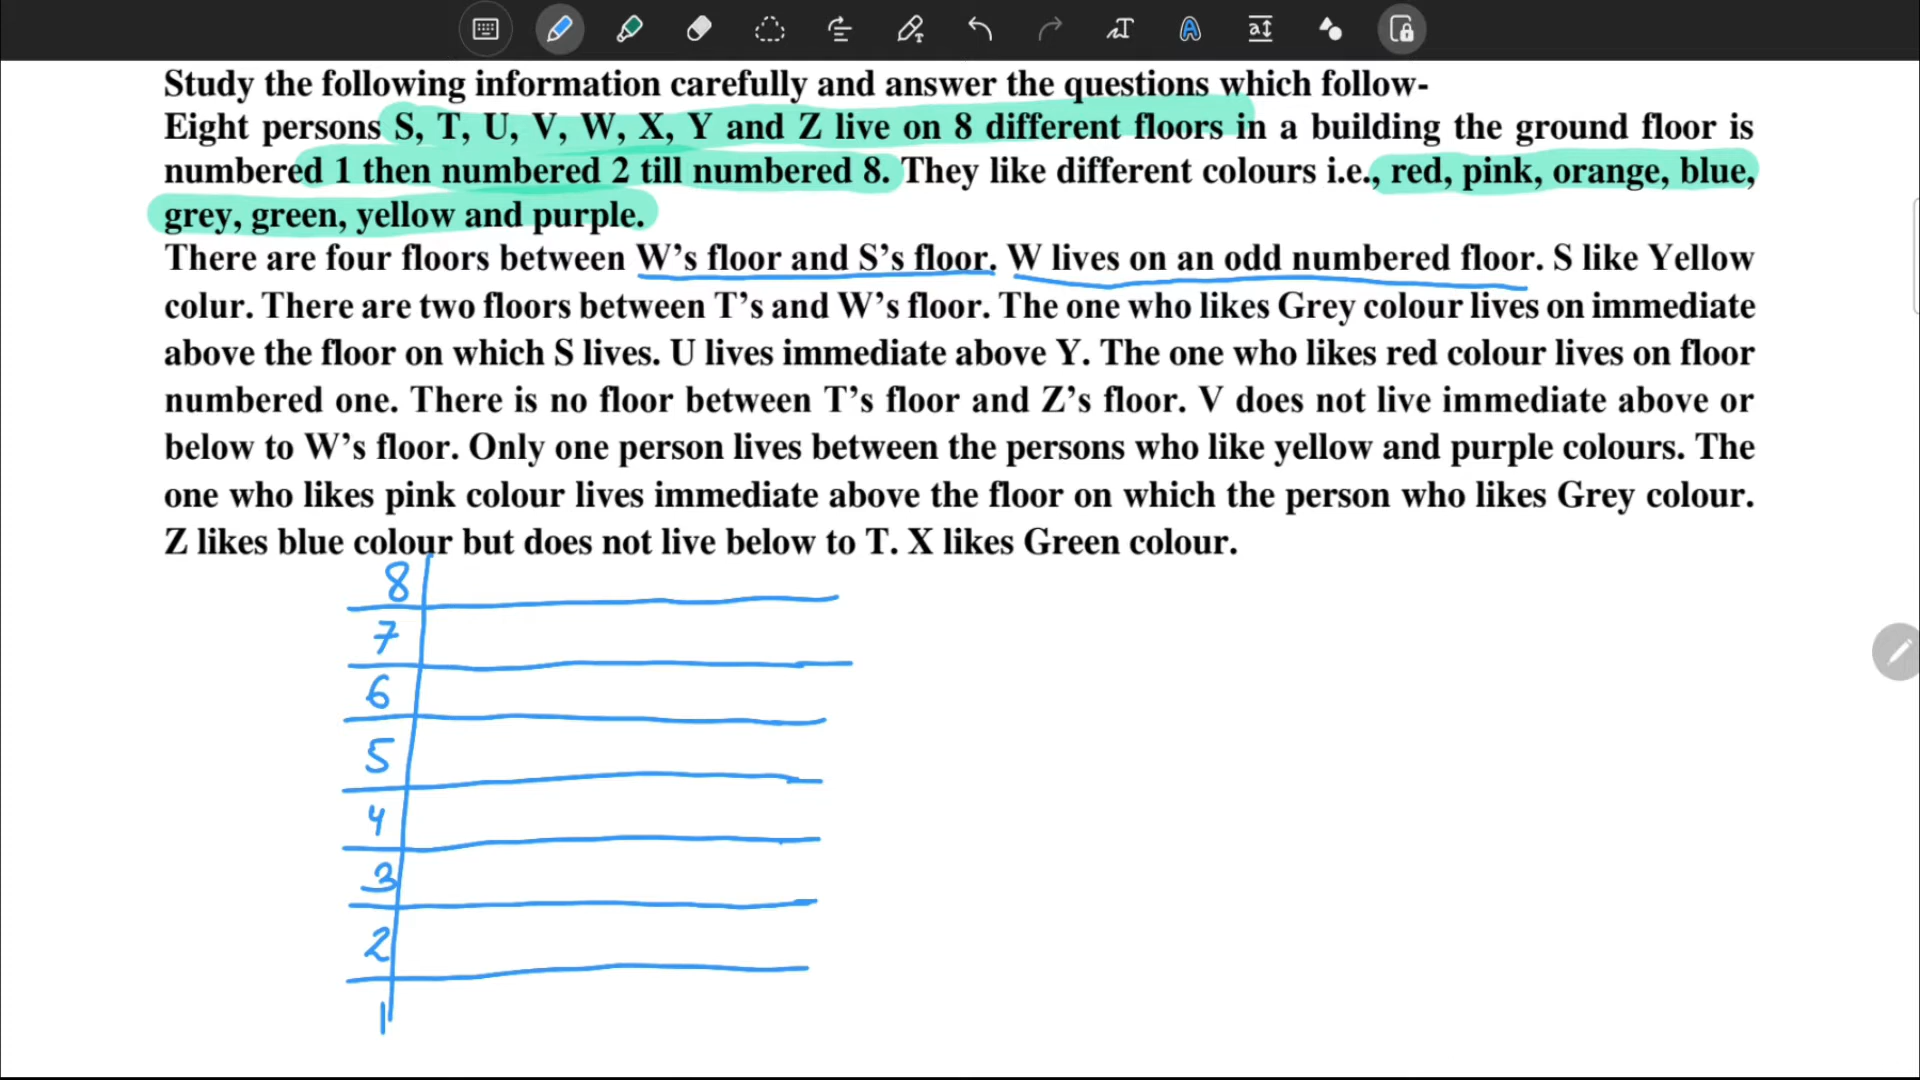 Study the following information carefully and answer the questions which follow-
Eight persons S, T, U, V, W, X, Y and Z live on 8 different floors in a building the ground floor is
numbered 1 then numbered 2 till numbered 8. They like different colours i.e., red, pink, orange, blue,
grey, green, yellow and purple.
There are four floors between W’s floor and S’s floor. W lives on an odd numbered floor. S like Yellow
colur. There are two floors between T’s and W’s floor. The one who likes Grey colour lives on immediate
above the floor on which S lives. U lives immediate above Y. The one who likes red colour lives on floor
numbered one. There is no floor between T’s floor and Z’s floor. V does not live immediate above or
below to W’s floor. Only one person lives between the persons who like yellow and purple colours. The
one who likes pink colour lives immediate above the floor on which the person who likes Grey colour.
Z likes blue colour but does not live below to T. X likes Green colour.
8
7
6
5
4
3
2
1